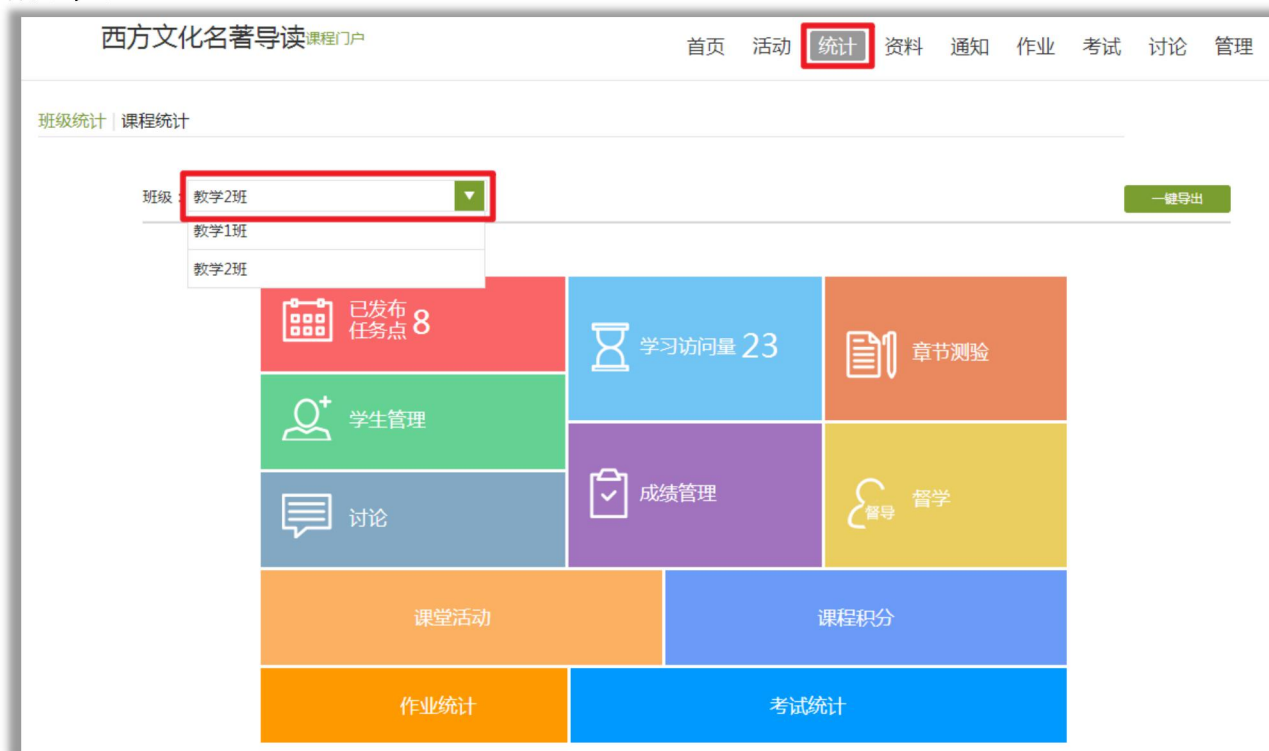 西方文化名著导读课程门户
首页 活动 统计 资料 通知 作业 考试 讨论 管理
班级统计|课程统计
班级：教学2班
一键导出
教学1班
教学2班
已发布
任务点 8
学习访问量 23
章节测验
学生管理
成绩管理
督导 督学
讨论
课堂活动
课程积分
作业统计
考试统计